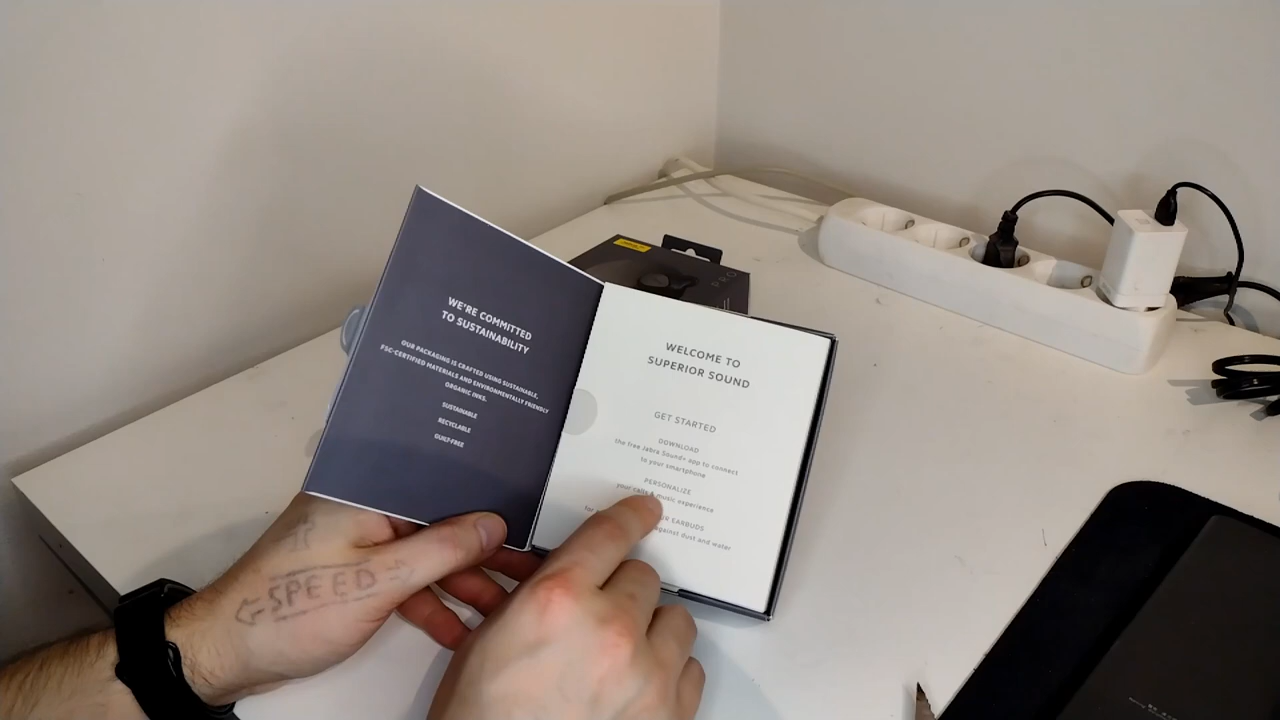 WE'RE COMMITTED
TO SUSTAINABILITY
OUR PACKAGING IS CRAFTED USING SUSTAINABLE,
FSC-CERTIFIED MATERIALS AND ENVIRONMENTALLY FRIENDLY
ORGANIC INKS.
SUSTAINABLE
RECYCLABLE
GUILT-FREE
WELCOME TO
SUPERIOR SOUND
GET STARTED
DOWNLOAD
the free Jabra Sound+ app to connect
to your smartphone
PERSONALIZE
your calls & music experience
EARBUDS
against dust and water
PRO
SPEED